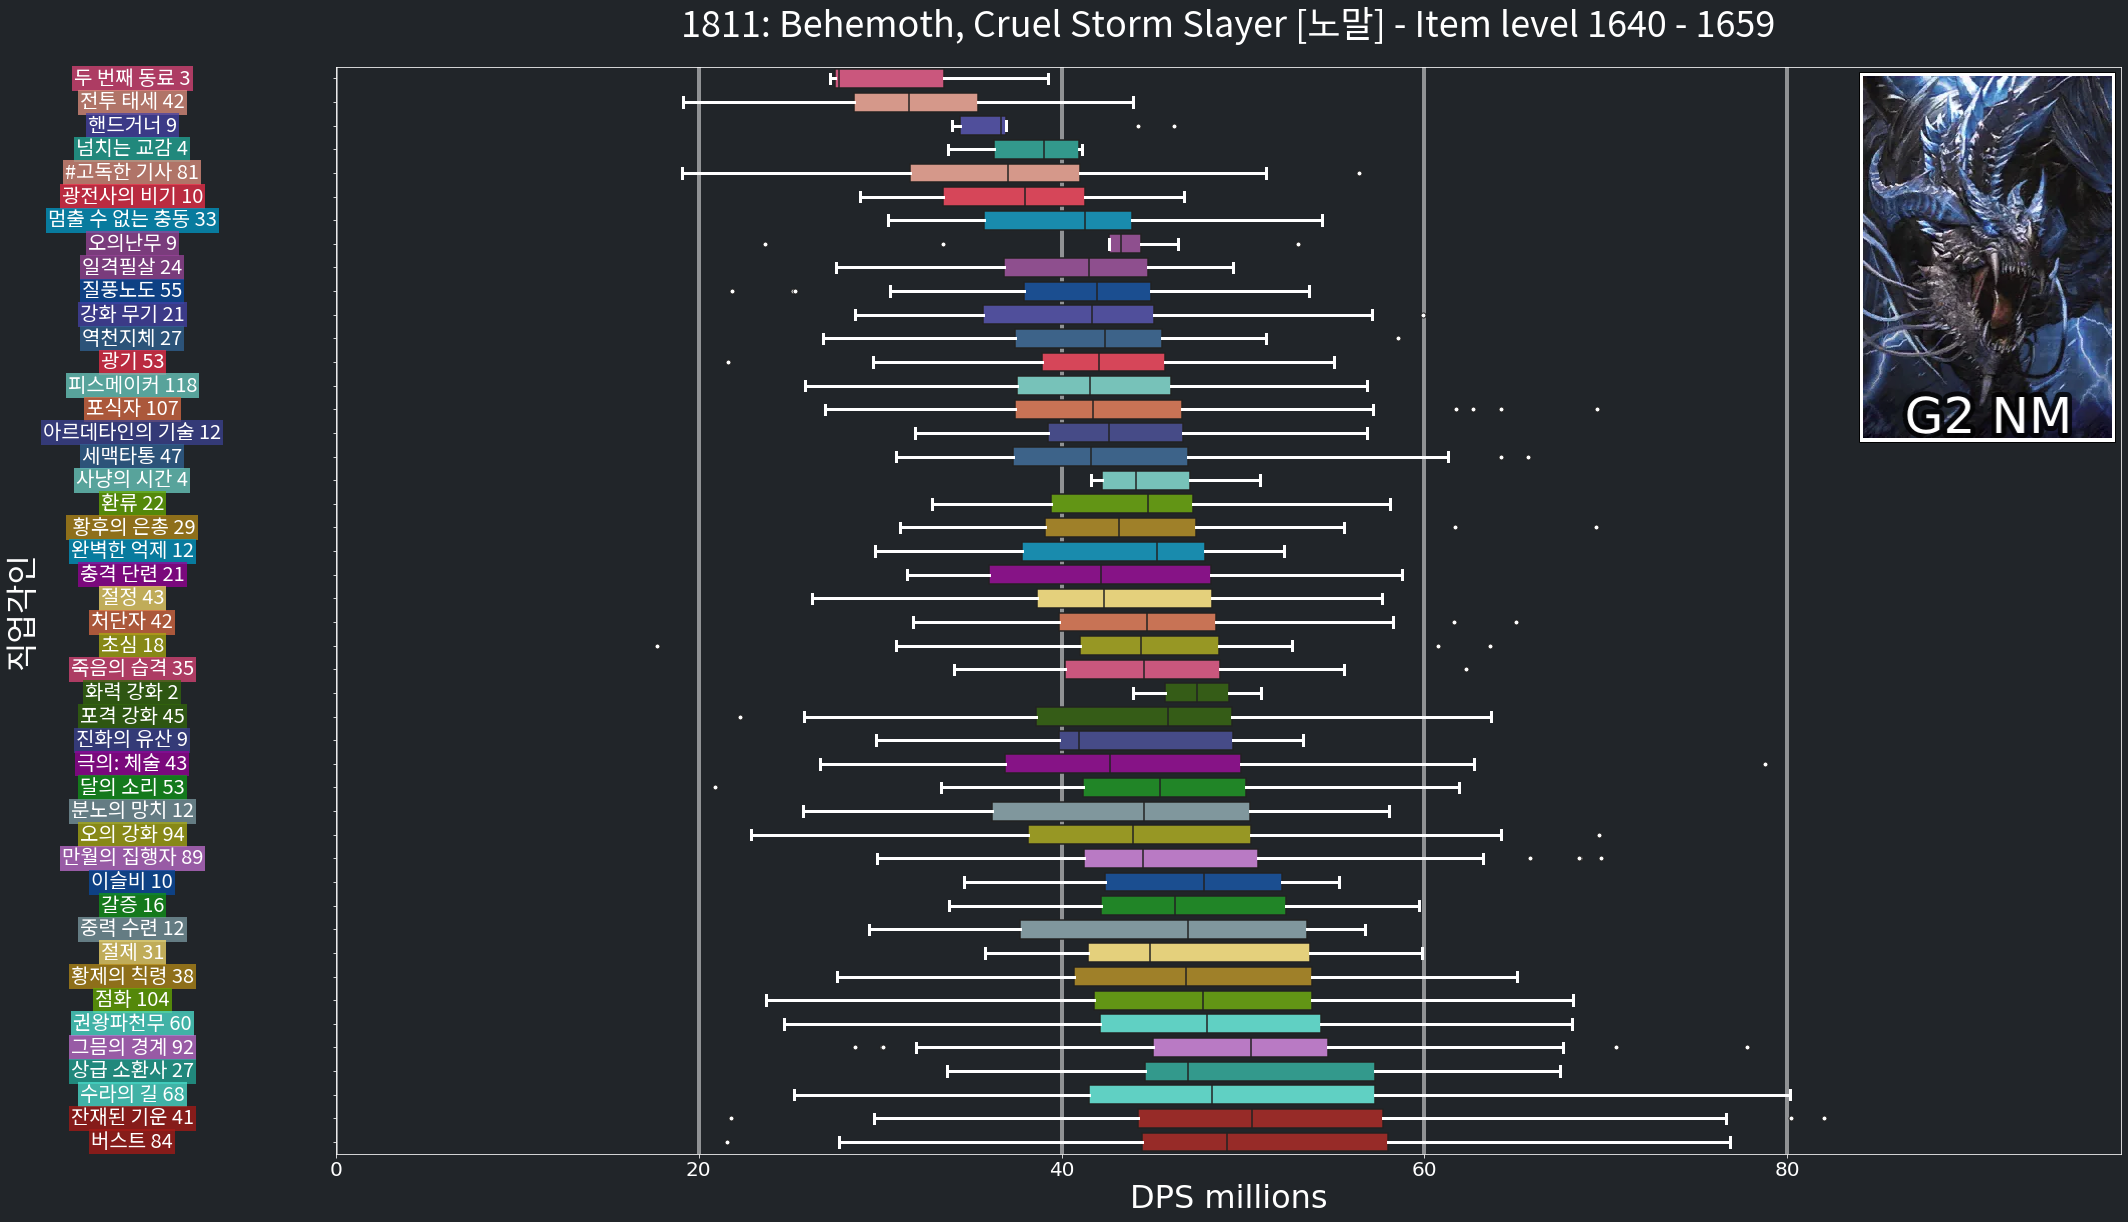 1811: Behemoth, Cruel Storm Slayer [노말] - Item level 1640 - 1659
직업각인
두 번째 동료 3
전투 태세 42
핸드거너 9
넘치는 교감 4
#고독한 기사 81
광전사의 비기 10
멈출 수 없는 충동 33
오의난무 9
일격필살 24
질풍노도 55
강화 무기 21
역천지체 27
광기 53
피스메이커 118
포식자 107
아르데타인의 기술 12
세맥타통 47
사냥의 시간 4
환류 22
황후의 은총 29
완벽한 억제 12
충격 단련 21
절정 43
처단자 42
초심 18
죽음의 습격 35
화력 강화 2
포격 강화 45
진화의 유산 9
극의: 체술 43
달의 소리 53
분노의 망치 12
오의 강화 94
만월의 집행자 89
이슬비 10
갈증 16
중력 수련 12
절제 31
황제의 칙령 38
점화 104
권왕파천무 60
그믐의 경계 92
상급 소환사 27
수라의 길 68
잔재된 기운 41
버스트 84
G2 NM
0 20 40 60 80
DPS millions